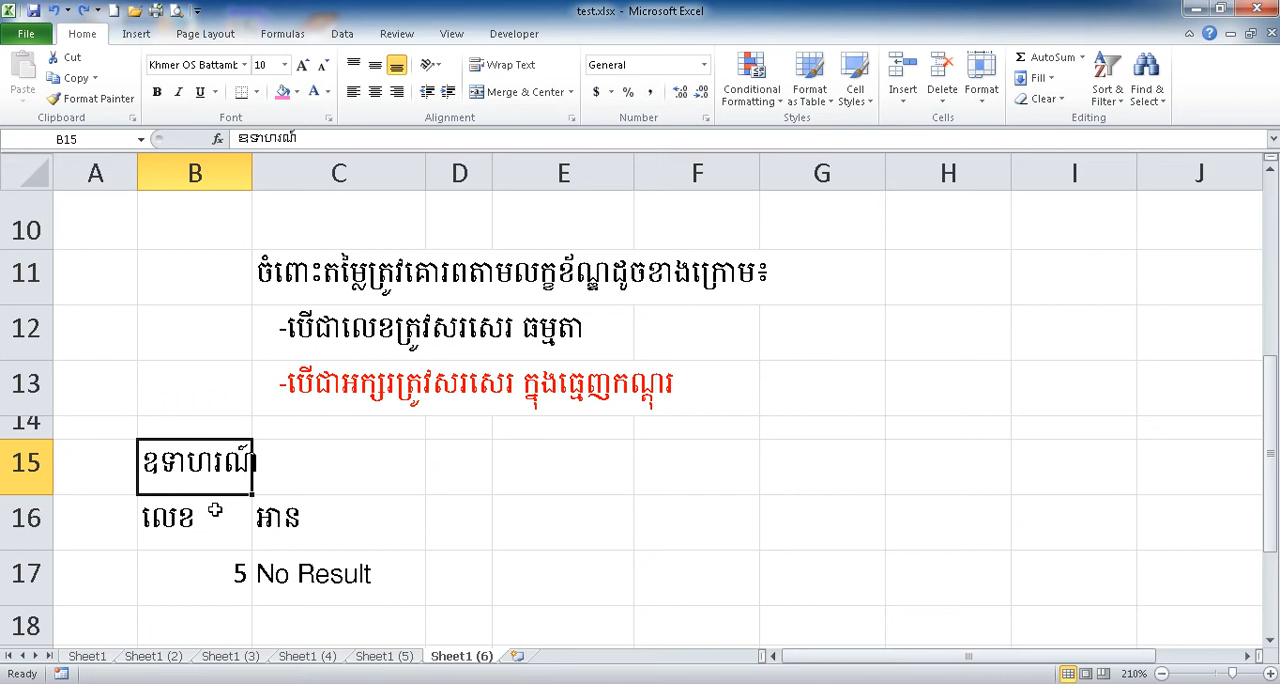 test.xlsx - Microsoft Excel
File Home Insert Page Layout Formulas Data Review View Developer
Cut
Copy
Format Painter
Paste
Clipboard
Khmer OS Battamb 10
B I U
Font
Wrap Text
Merge & Center
Alignment
General
$ % ,
Number
Conditional Formatting
Format as Table
Cell Styles
Styles
Insert Delete Format
Cells
AutoSum
Fill
Clear
Sort & Filter
Find & Select
Editing
B15 fx ឧទាហរណ៍
A B C D E F G H I J
10
11 ចំពោះតម្លៃត្រូវគោរពតាមលក្ខខ័ណ្ឌដូចខាងក្រោម៖
12 -បើជាលេខត្រូវសរសេរ ធម្មតា
13 -បើជាអក្សរត្រូវសរសេរ ក្នុងធ្មេញកណ្ដុរ
14
15 ឧទាហរណ៍
16 លេខ អាន
17 5 No Result
18
Sheet1 Sheet1 (2) Sheet1 (3) Sheet1 (4) Sheet1 (5) Sheet1 (6)
Ready 210%